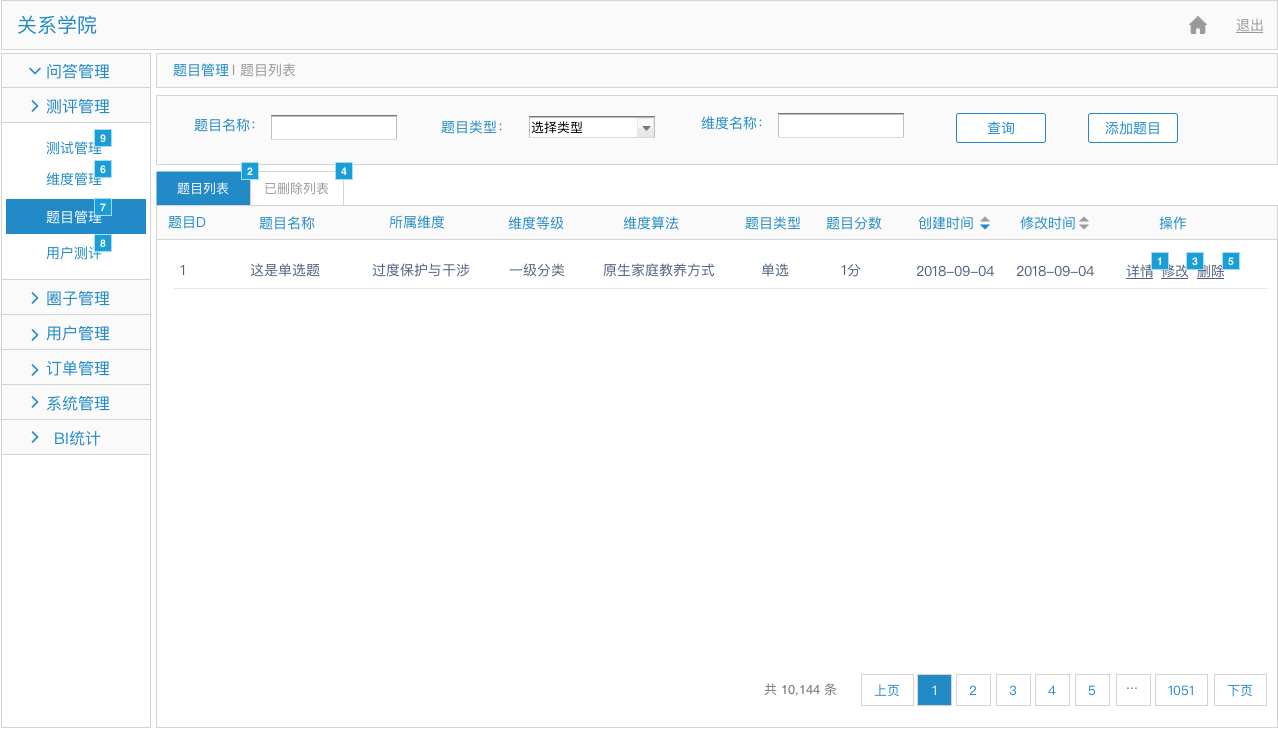 关系学院 退出
问答管理
测评管理
测试管理 9
维度管理 6
题目管理 7
用户测评 8
圈子管理
用户管理
订单管理
系统管理
BI统计
题目管理 | 题目列表
题目名称： 题目类型： 选择类型 维度名称： 查询 添加题目
题目列表 2 已删除列表 4
题目D 题目名称 所属维度 维度等级 维度算法 题目类型 题目分数 创建时间 修改时间 操作
1 这是单选题 过度保护与干涉 一级分类 原生家庭教养方式 单选 1分 2018-09-04 2018-09-04 详情 1 修改 3 删除 5
共 10,144 条 上页 1 2 3 4 5 ... 1051 下页